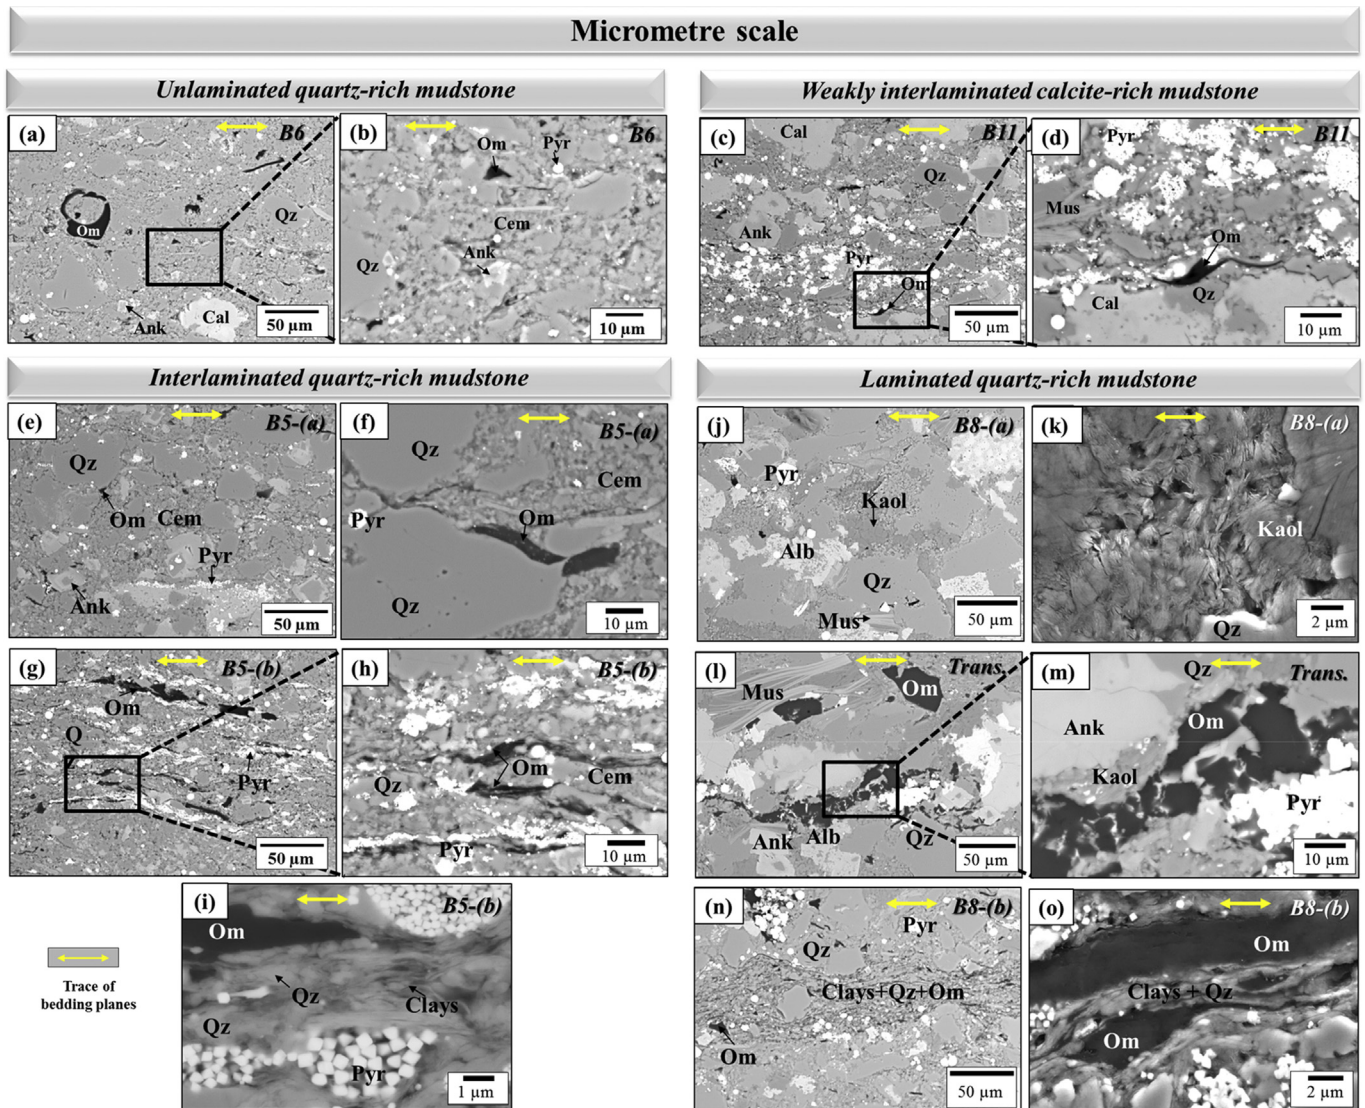 Micrometre scale
Unlaminated quartz-rich mudstone
Weakly interlaminated calcite-rich mudstone
(a)
B6
Om
Qz
Ank
Cal
50 µm
(b)
B6
Om
Pyr
Cem
Ank
Qz
10 µm
(c)
B11
Cal
Qz
Ank
Pyr
Om
50 µm
(d)
B11
Pyr
Mus
Om
Cal
Qz
10 µm
Interlaminated quartz-rich mudstone
Laminated quartz-rich mudstone
(e)
B5-(a)
Qz
Om
Cem
Pyr
Ank
50 µm
(f)
B5-(a)
Qz
Cem
Pyr
Om
Qz
10 µm
(j)
B8-(a)
Pyr
Kaol
Alb
Qz
Mus
50 µm
(k)
B8-(a)
Kaol
Qz
2 µm
(g)
B5-(b)
Om
Q
Pyr
50 µm
(h)
B5-(b)
Om
Qz
Cem
Pyr
10 µm
(l)
Trans.
Mus
Om
Ank
Alb
Qz
50 µm
(m)
Trans.
Qz
Ank
Om
Kaol
Pyr
10 µm
(i)
B5-(b)
Om
Qz
Clays
Qz
Pyr
1 µm
(n)
B8-(b)
Pyr
Qz
Clays+Qz+Om
Om
50 µm
(o)
B8-(b)
Om
Clays + Qz
Om
2 µm
Trace of
bedding planes